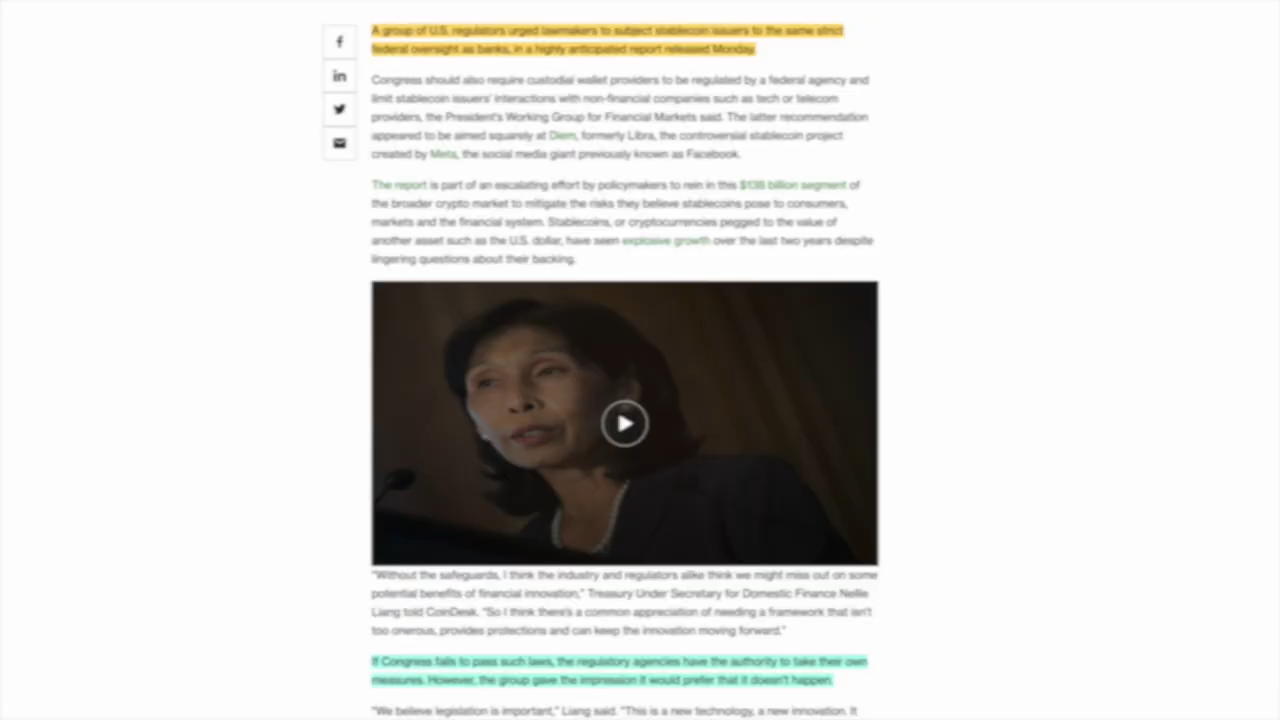 A group of U.S. regulators urged lawmakers to subject stablecoin issuers to the same strict
federal oversight as banks, in a highly anticipated report released Monday.
Congress should also require custodial wallet providers to be regulated by a federal agency and
limit stablecoin issuers' interactions with non-financial companies such as tech or telecom
providers, the President's Working Group for Financial Markets said. The latter recommendation
appeared to be aimed squarely at Diem, formerly Libra, the controversial stablecoin project
created by Meta, the social media giant previously known as Facebook.
The report is part of an escalating effort by policymakers to rein in this billion segment of
the broader crypto market to mitigate the risks they believe stablecoins pose to consumers,
markets and the financial system. Stablecoins, or cryptocurrencies pegged to the value of
another asset such as the U.S. dollar, have seen explosive growth over the last two years despite
lingering questions about their backing.
"Without the safeguards, I think the industry and regulators alike think we might miss out on some
potential benefits of financial innovation," Treasury Under Secretary for Domestic Finance Nellie
Liang told CoinDesk. "So I think there's a common appreciation of needing a framework that isn't
too onerous, provides protections and can keep the innovation moving forward."
If Congress fails to pass such laws, the regulatory agencies have the authority to take their own
measures. However, the group gave the impression it would prefer that it doesn't happen.
"We believe legislation is important," Liang said. "This is a new technology, a new innovation. It